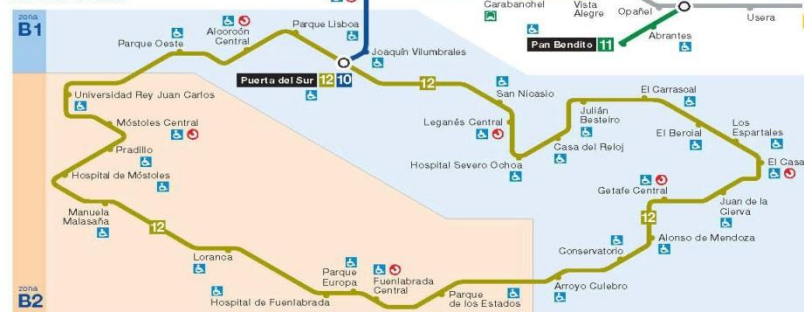 zona
B1
Alcorcón
Central
Parque Lisboa
Parque Oeste
Joaquín Vilumbrales
Puerta del Sur 12 10
12
Carabanchel
Vista
Alegre
Opañel
Usera
Abrantes
Pan Bendito 11
Universidad Rey Juan Carlos
Móstoles Central
Pradillo
Hospital de Móstoles
Manuela
Malasaña
12
San Nicasio
Leganés Central
Hospital Severo Ochoa
Julián
Besteiro
Casa del Reloj
El Carrascal
El Bercial
Los
Espartales
El Casa
Getafe Central
Juan de la
Cierva
12
Alonso de Mendoza
Conservatorio
Arroyo Culebro
Loranca
Hospital de Fuenlabrada
Parque
Europa
Fuenlabrada
Central
Parque
de los Estados
zona
B2